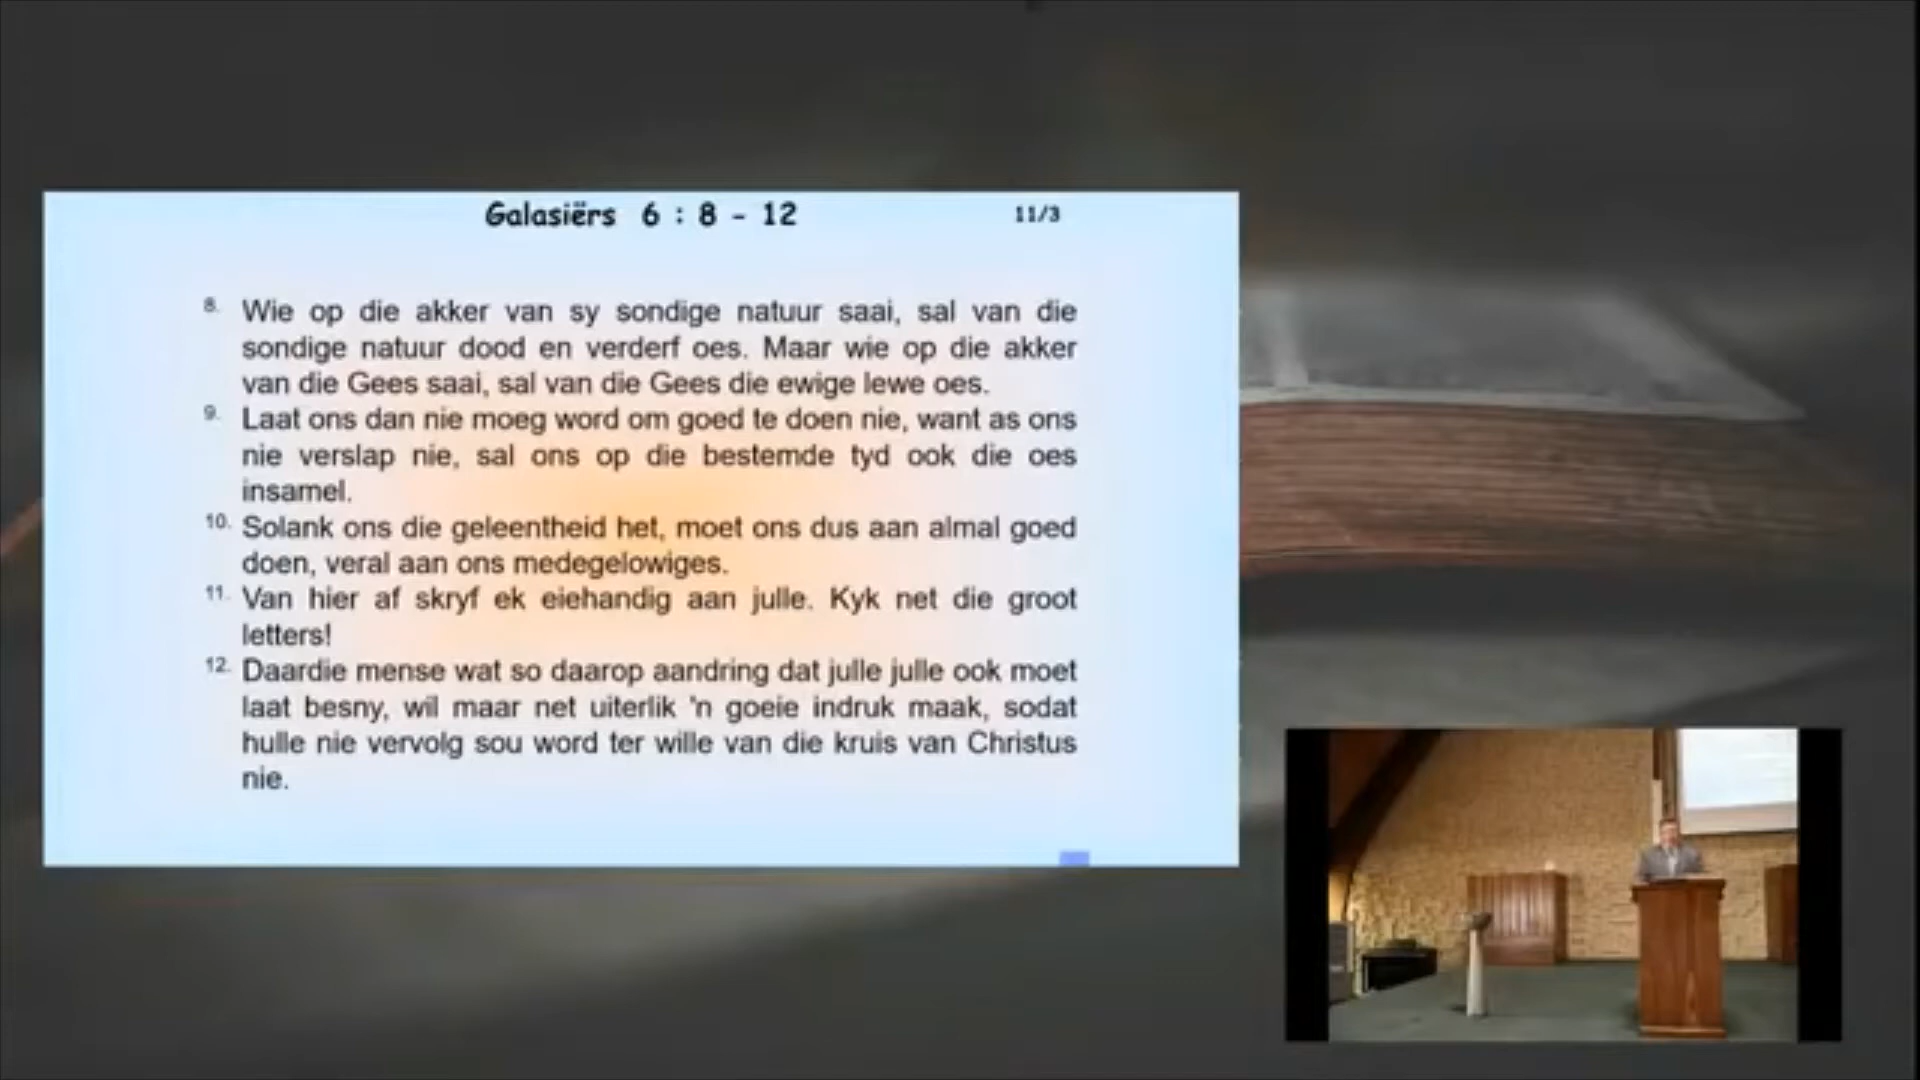 Galasiërs 6 : 8 - 12
11/3
8. Wie op die akker van sy sondige natuur saai, sal van die
sondige natuur dood en verderf oes. Maar wie op die akker
van die Gees saai, sal van die Gees die ewige lewe oes.
9. Laat ons dan nie moeg word om goed te doen nie, want as ons
nie verslap nie, sal ons op die bestemde tyd ook die oes
insamel.
10. Solank ons die geleentheid het, moet ons dus aan almal goed
doen, veral aan ons medegelowiges.
11. Van hier af skryf ek eiehandig aan julle. Kyk net die groot
letters!
12. Daardie mense wat so daarop aandring dat julle julle ook moet
laat besny, wil maar net uiterlik 'n goeie indruk maak, sodat
hulle nie vervolg sou word ter wille van die kruis van Christus
nie.